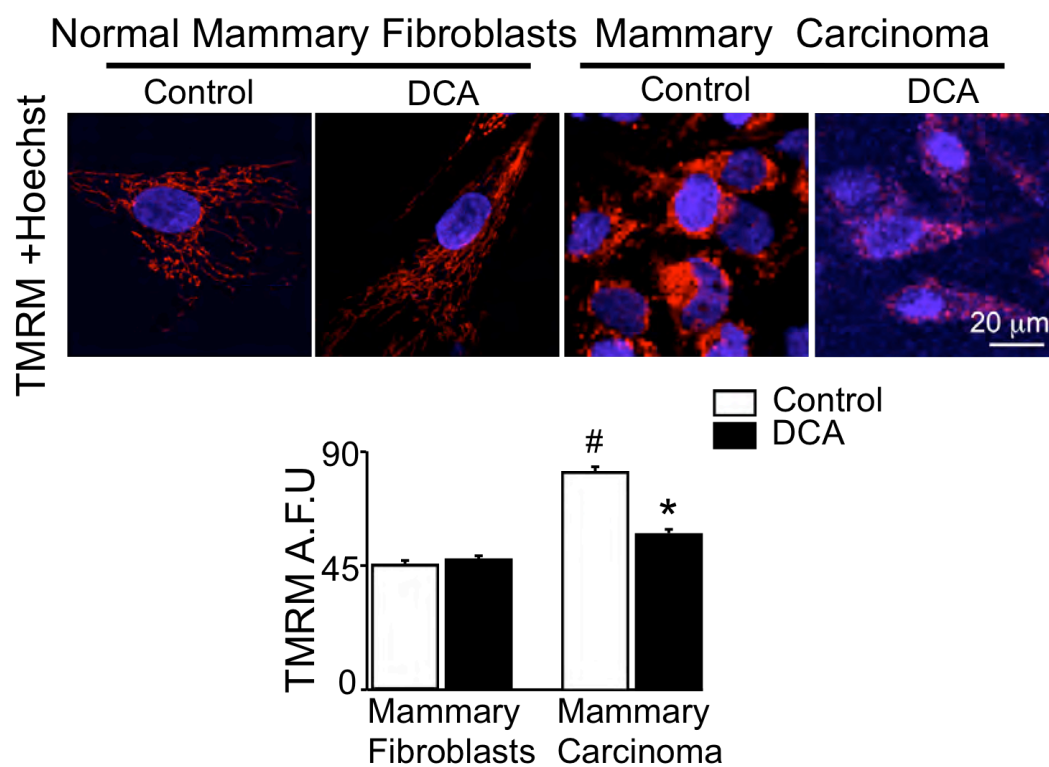 Normal Mammary Fibroblasts Mammary Carcinoma
Control DCA Control DCA
TMRM +Hoechst
20 µm
Control
DCA
TMRM A.F.U
90
45
0
#
*
Mammary Fibroblasts
Mammary Carcinoma